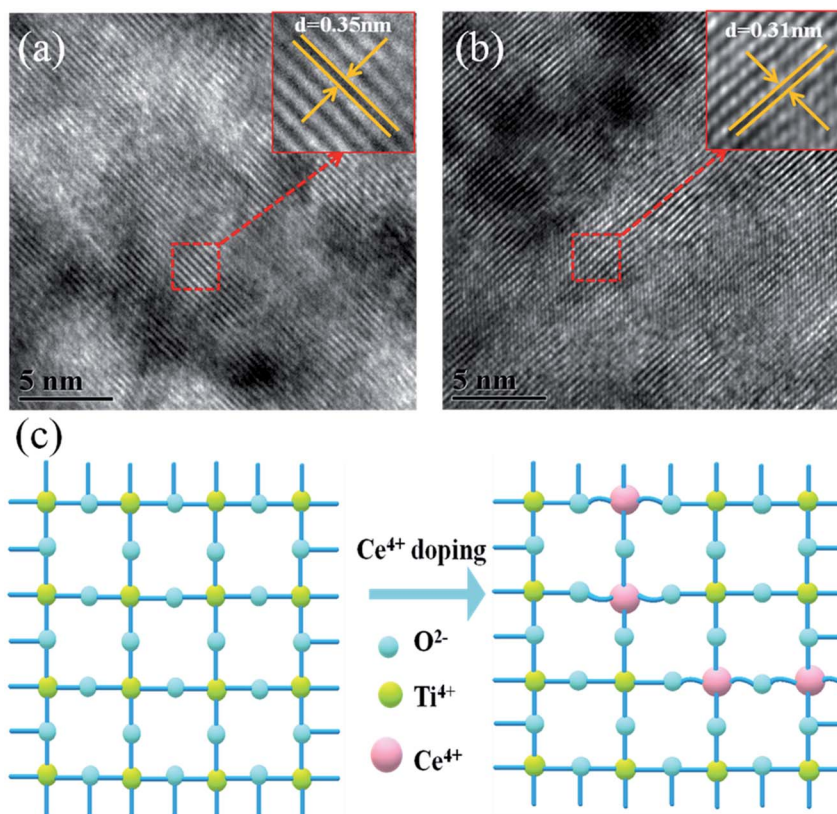 (a)
d=0.35nm
5 nm
(b)
d=0.31nm
5 nm
(c)
Ce⁴⁺ doping
O²⁻
Ti⁴⁺
Ce⁴⁺